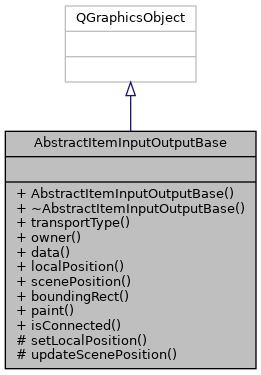 QGraphicsObject
AbstractItemInputOutputBase
+ AbstractItemInputOutputBase()
+ ~AbstractItemInputOutputBase()
+ transportType()
+ owner()
+ data()
+ localPosition()
+ scenePosition()
+ boundingRect()
+ paint()
+ isConnected()
# setLocalPosition()
# updateScenePosition()